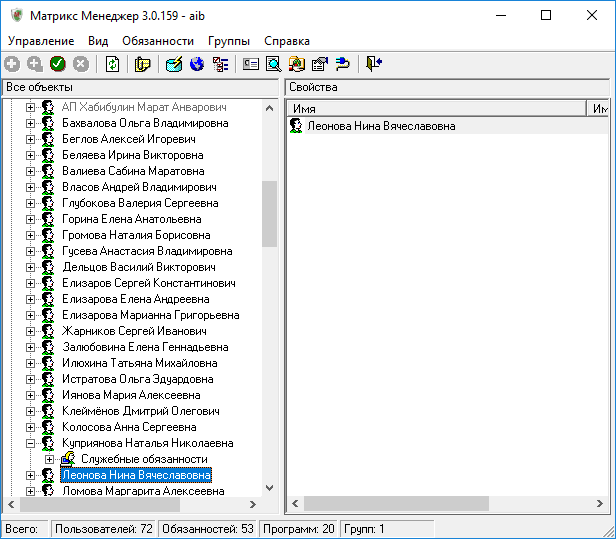 Матрикс Менеджер 3.0.159 - aib
Управление Вид Обязанности Группы Справка
Все объекты
АП Хабибулин Марат Анварович
Бахвалова Ольга Владимировна
Беглов Алексей Игоревич
Беляева Ирина Викторовна
Валиева Сабина Маратовна
Власов Андрей Владимирович
Глубокова Валерия Сергеевна
Горина Елена Анатольевна
Громова Наталья Борисовна
Гусева Анастасия Владимировна
Дельцов Василий Викторович
Елизаров Сергей Константинович
Елизарова Елена Андреевна
Елизарова Марианна Григорьевна
Жарников Сергей Иванович
Залюбовина Елена Геннадьевна
Илюхина Татьяна Михайловна
Истратова Ольга Эдуардовна
Иянова Мария Алексеевна
Клеймёнов Дмитрий Олегович
Колосова Анна Сергеевна
Куприянова Наталья Николаевна
Служебные обязанности
Леонова Нина Вячеславовна
Ломова Маргарита Алексеевна
Свойства
Имя Им
Леонова Нина Вячеславовна
Всего: Пользователей: 72 Обязанностей: 53 Программ: 20 Групп: 1